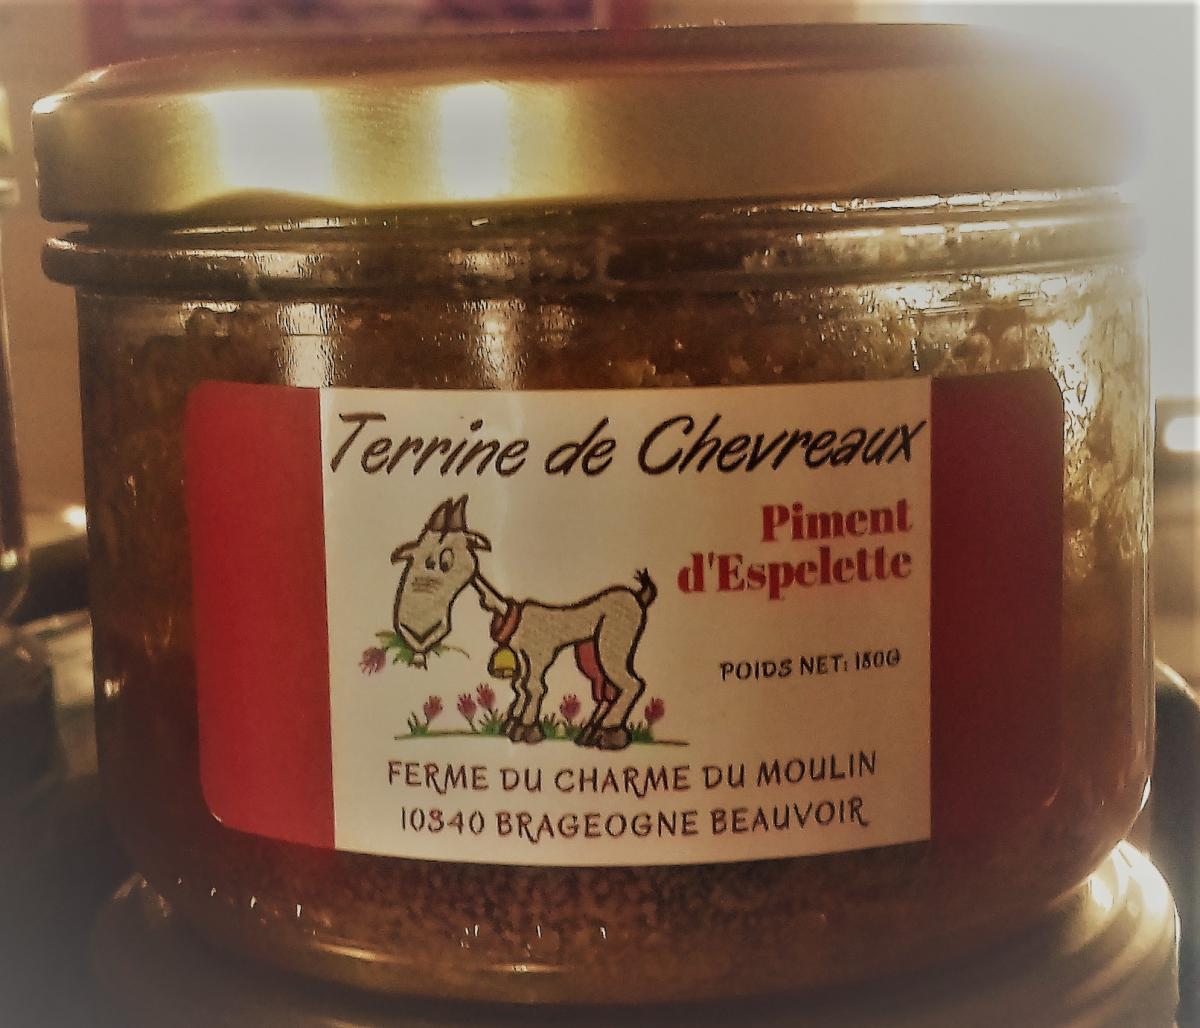 Terrine de Chevreaux
Piment
d'Espelette
POIDS NET: 180G
FERME DU CHARME DU MOULIN
10340 BRAGEOGNE BEAUVOIR